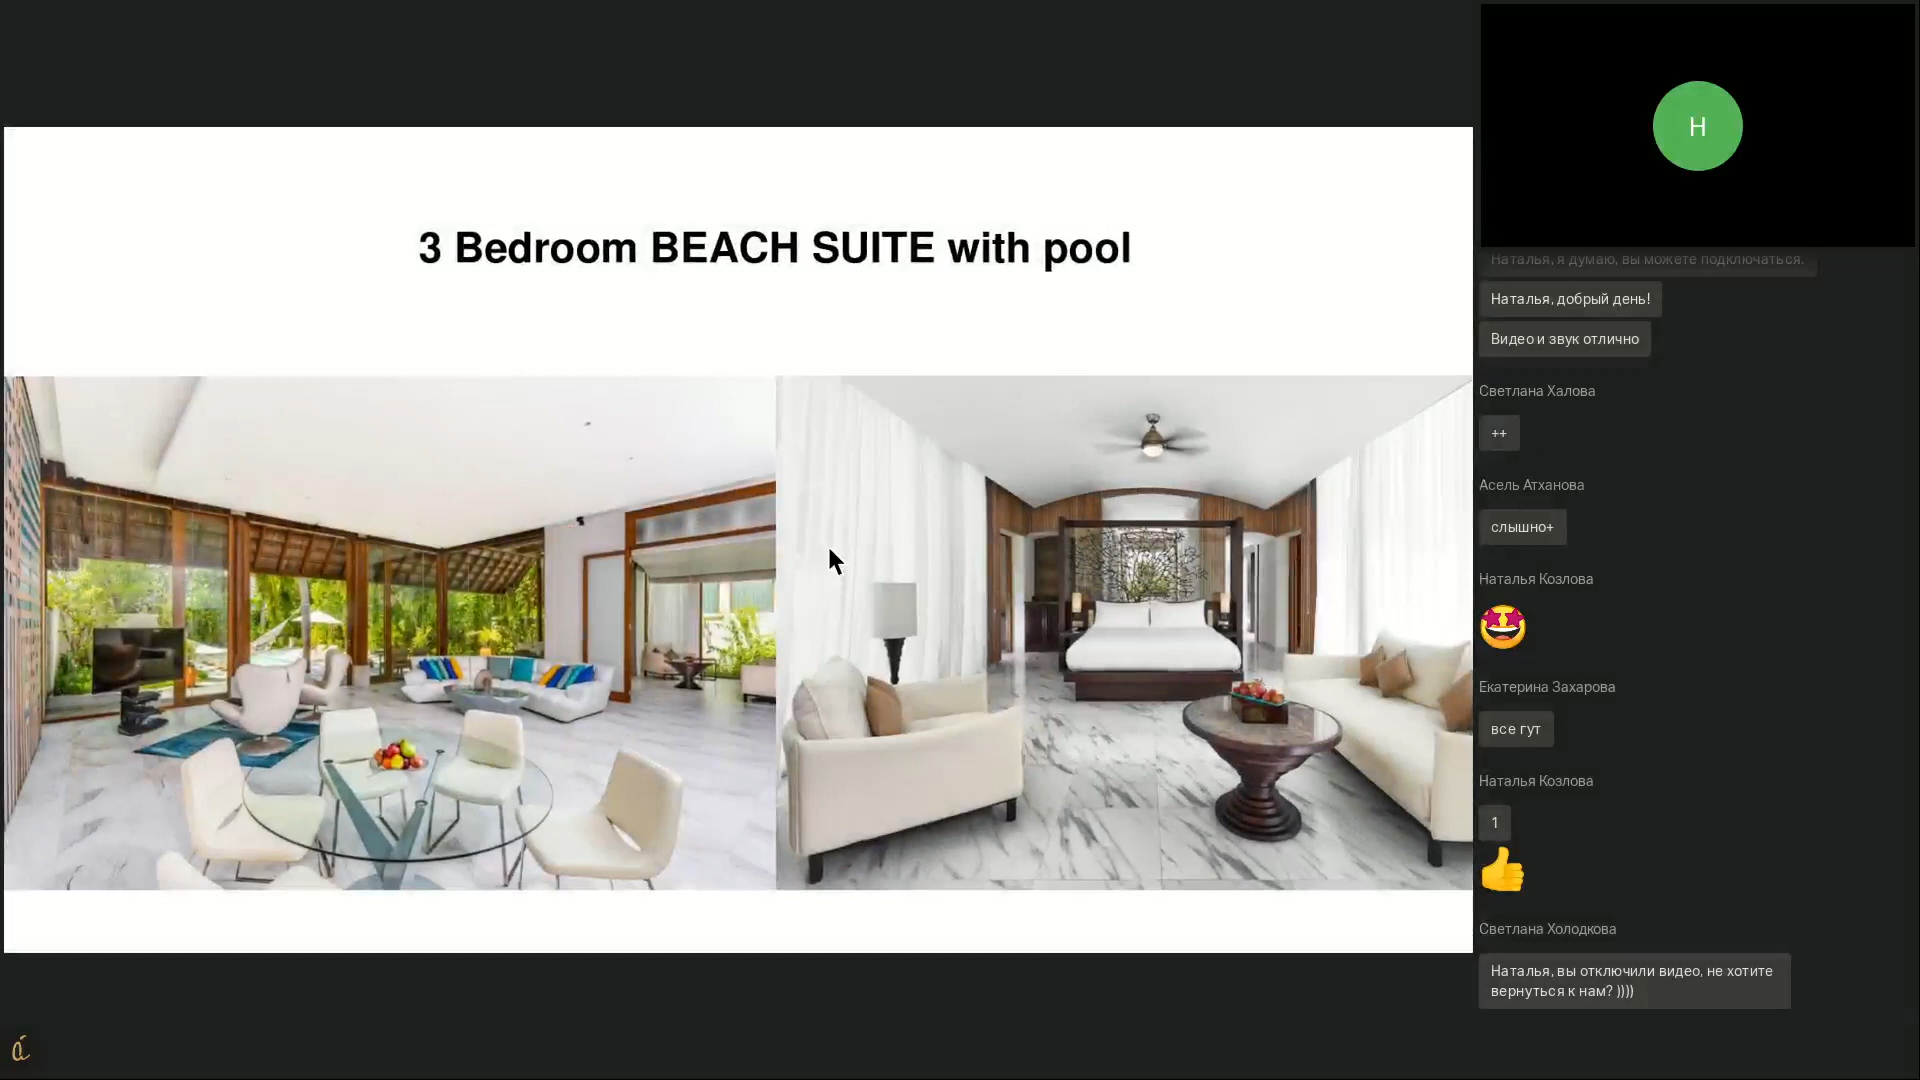 3 Bedroom BEACH SUITE with pool
Н
Наталья, я думаю, вы можете подключаться.
Наталья, добрый день!
Видео и звук отлично
Светлана Халова
++
Асель Атханова
слышно+
Наталья Козлова
Екатерина Захарова
все гут
Наталья Козлова
1
Светлана Холодкова
Наталья, вы отключили видео, не хотите
вернуться к нам? ))))
á